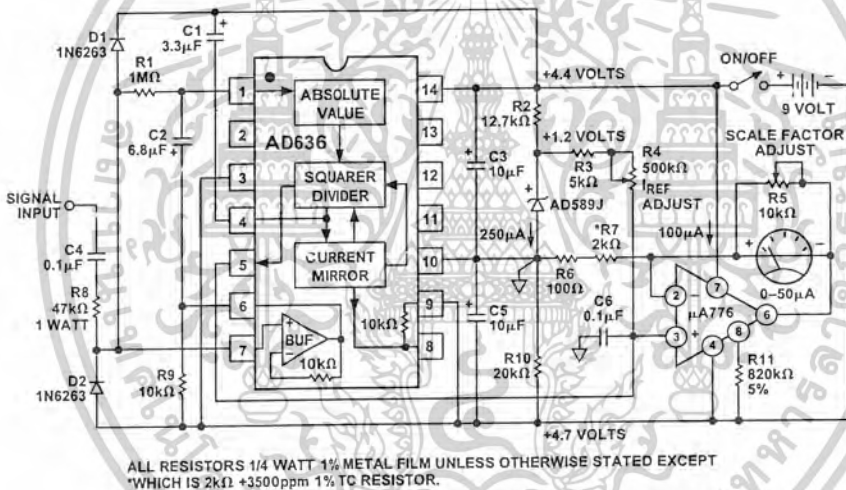 D1
1N6263
C1
3.3μF
+
R1
1MΩ
C2
6.8μF
+
SIGNAL
INPUT
C4
0.1μF
R8
47kΩ
1 WATT
D2
1N6263
R9
10kΩ
1
2
3
4
5
6
7
AD636
ABSOLUTE
VALUE
SQUARER
DIVIDER
CURRENT
MIRROR
+
BUF
−
10kΩ
10kΩ
14
13
12
11
10
9
8
+4.4 VOLTS
R2
12.7kΩ
+1.2 VOLTS
R3
5kΩ
R4
500kΩ
IREF
ADJUST
+
C3
10μF
+
AD589J
250μA
R6
100Ω
*R7
2kΩ
100μA
+
C5
10μF
C6
0.1μF
R10
20kΩ
ON/OFF
+
−
9 VOLT
SCALE FACTOR
ADJUST
R5
10kΩ
+
−
0–50μA
2
−
7
μA776
6
3
+
4
8
R11
820kΩ
5%
+4.7 VOLTS
ALL RESISTORS 1/4 WATT 1% METAL FILM UNLESS OTHERWISE STATED EXCEPT
*WHICH IS 2kΩ +3500ppm 1% TC RESISTOR.